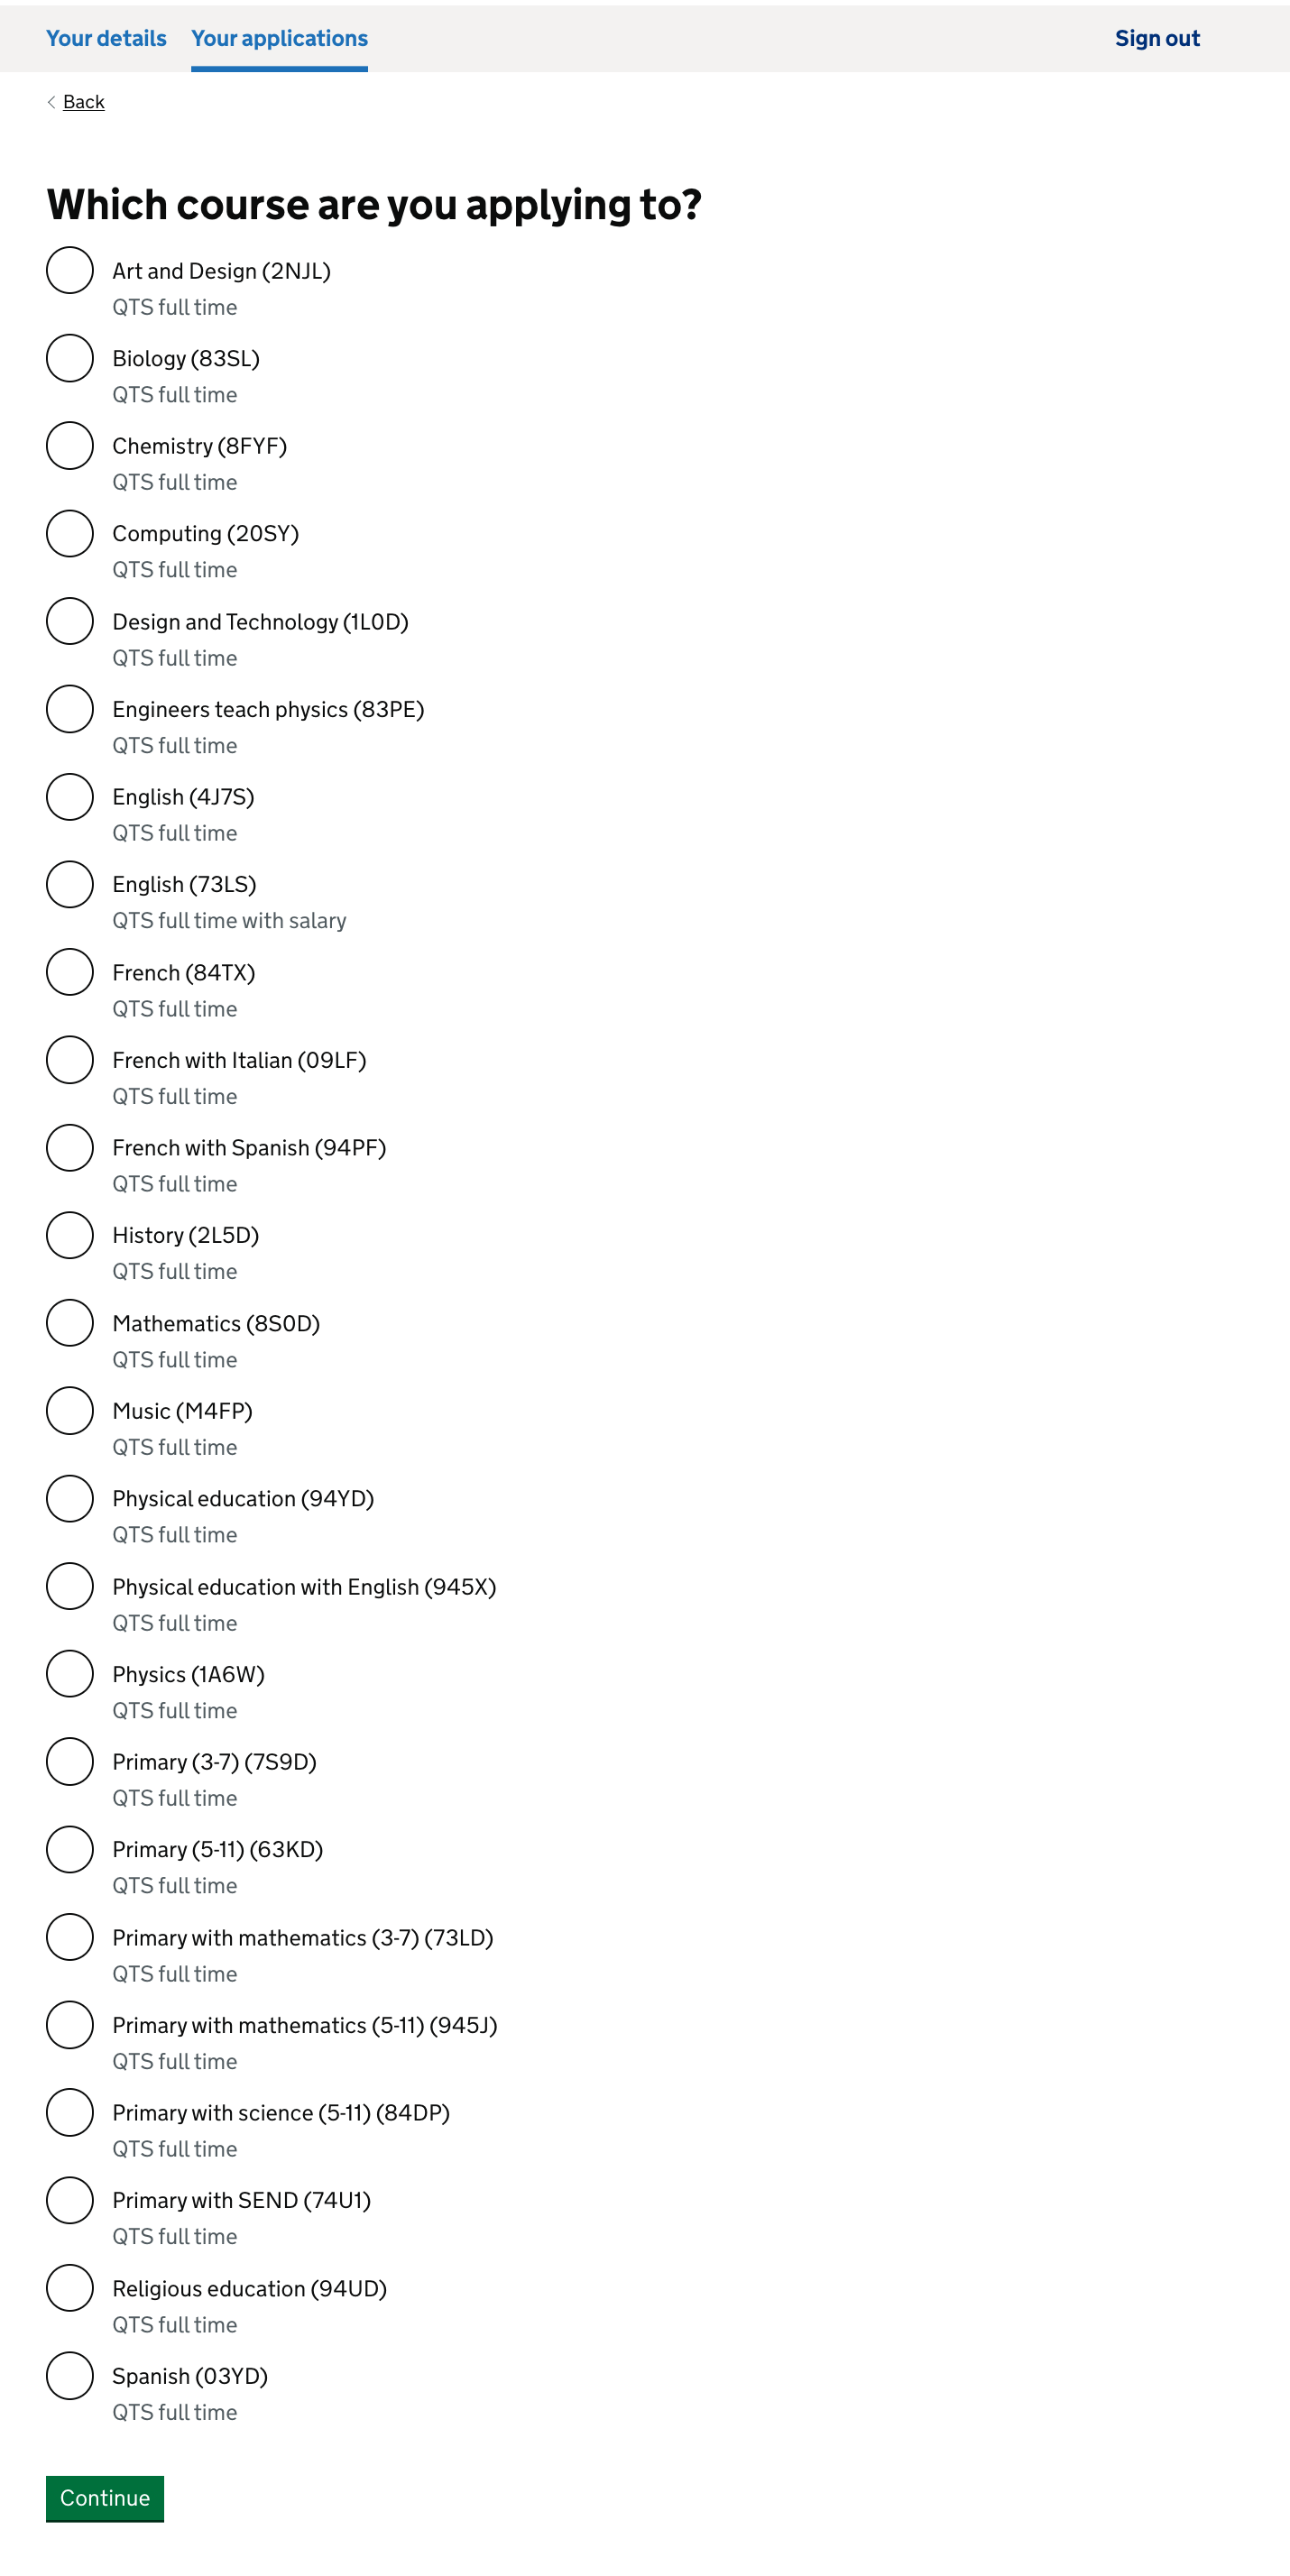 Your details Your applications Sign out
Back
Which course are you applying to?
Art and Design (2NJL)
QTS full time
Biology (83SL)
QTS full time
Chemistry (8FYF)
QTS full time
Computing (20SY)
QTS full time
Design and Technology (1L0D)
QTS full time
Engineers teach physics (83PE)
QTS full time
English (4J7S)
QTS full time
English (73LS)
QTS full time with salary
French (84TX)
QTS full time
French with Italian (09LF)
QTS full time
French with Spanish (94PF)
QTS full time
History (2L5D)
QTS full time
Mathematics (8S0D)
QTS full time
Music (M4FP)
QTS full time
Physical education (94YD)
QTS full time
Physical education with English (945X)
QTS full time
Physics (1A6W)
QTS full time
Primary (3-7) (7S9D)
QTS full time
Primary (5-11) (63KD)
QTS full time
Primary with mathematics (3-7) (73LD)
QTS full time
Primary with mathematics (5-11) (945J)
QTS full time
Primary with science (5-11) (84DP)
QTS full time
Primary with SEND (74U1)
QTS full time
Religious education (94UD)
QTS full time
Spanish (03YD)
QTS full time
Continue